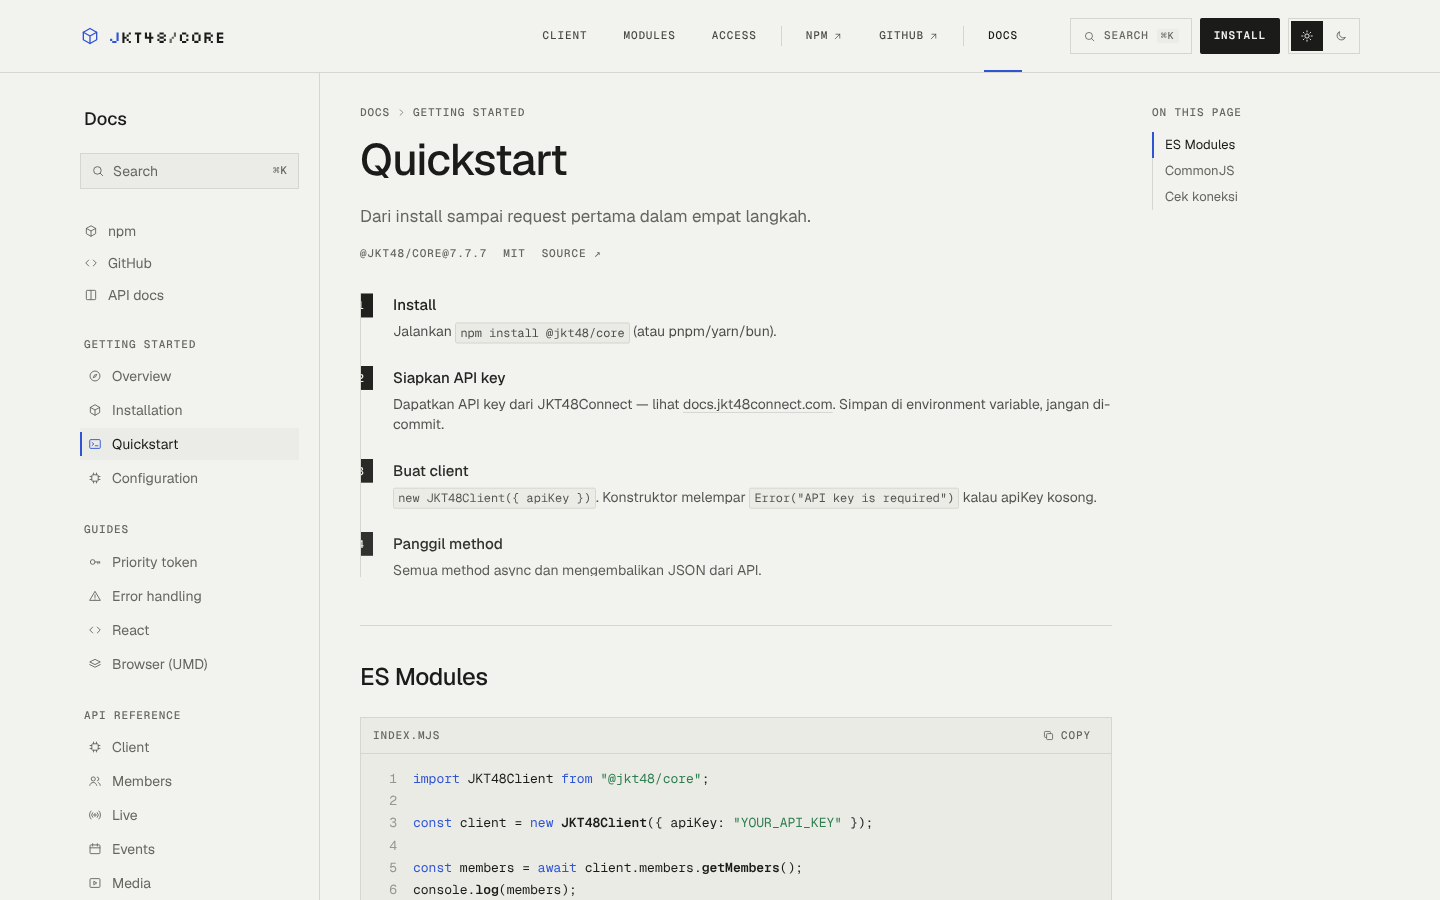 JKT48/CORE
CLIENT
MODULES
ACCESS
NPM ↗
GITHUB ↗
DOCS
SEARCH ⌘K
INSTALL
Docs
Search ⌘K
npm
GitHub
API docs
GETTING STARTED
Overview
Installation
Quickstart
Configuration
GUIDES
Priority token
Error handling
React
Browser (UMD)
API REFERENCE
Client
Members
Live
Events
Media
DOCS > GETTING STARTED
Quickstart
Dari install sampai request pertama dalam empat langkah.
@JKT48/CORE@7.7.7 MIT SOURCE ↗
Install
Jalankan npm install @jkt48/core (atau pnpm/yarn/bun).
2 Siapkan API key
Dapatkan API key dari JKT48Connect — lihat docs.jkt48connect.com. Simpan di environment variable, jangan di-
commit.
3 Buat client
new JKT48Client({ apiKey }). Konstruktor melempar Error("API key is required") kalau apiKey kosong.
Panggil method
Semua method async dan mengembalikan JSON dari API.
ES Modules
INDEX.MJS
COPY
1 import JKT48Client from "@jkt48/core";
2
3 const client = new JKT48Client({ apiKey: "YOUR_API_KEY" });
4
5 const members = await client.members.getMembers();
6 console.log(members);
ON THIS PAGE
ES Modules
CommonJS
Cek koneksi